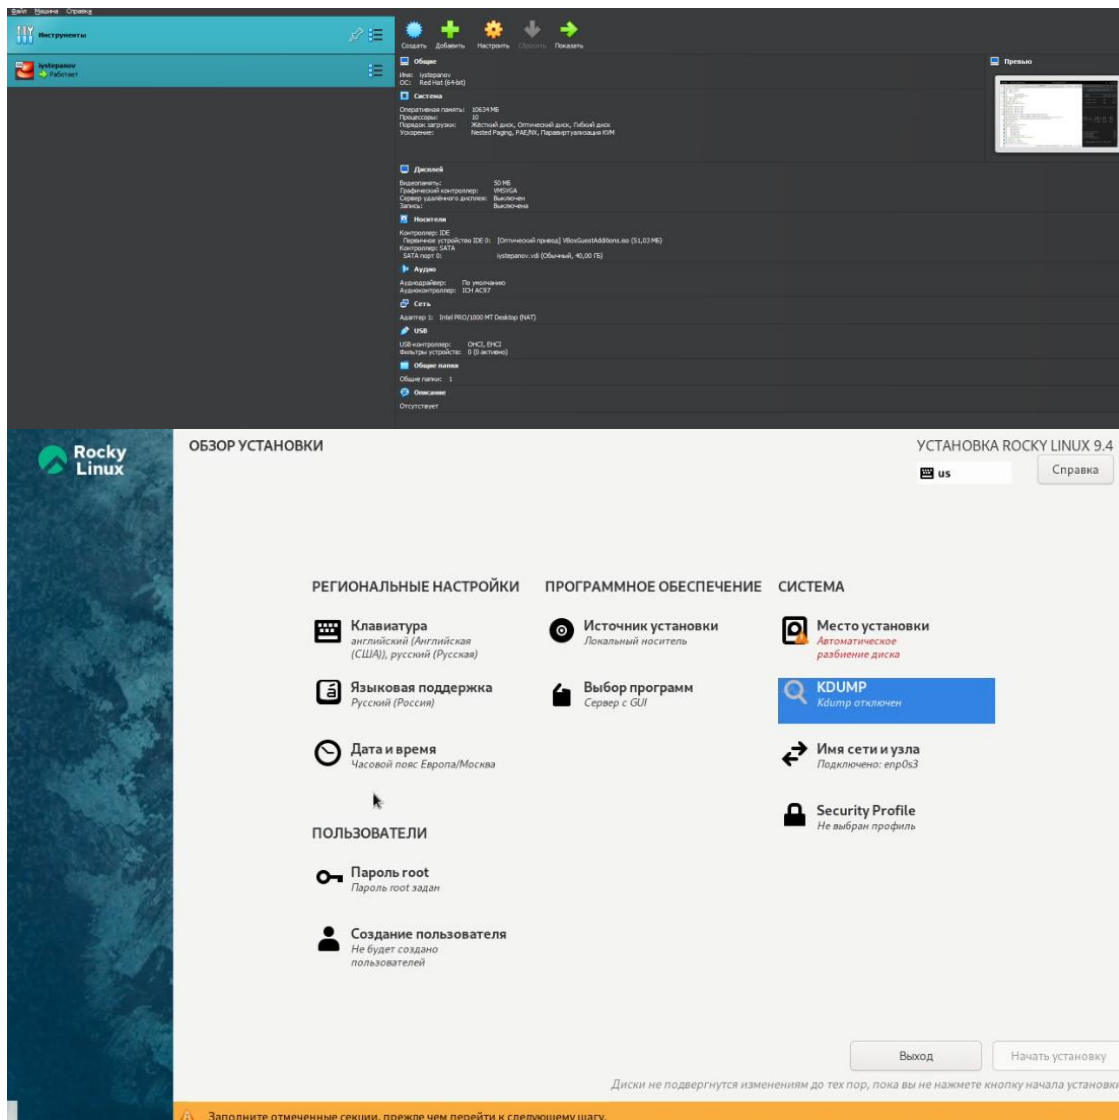 Файл Машина Справка
Инструменты
Создать Добавить Настроить Сбросить Показать
iystepanov
Работает
Общие
Имя: iystepanov
ОС: Red Hat (64-bit)
Превью
Система
Оперативная память: 10634 МБ
Процессоры: 10
Порядок загрузки: Жёсткий диск, Оптический диск, Гибкий диск
Ускорение: Nested Paging, PAE/NX, Паравиртуализация KVM
Дисплей
Видеопамять: 50 МБ
Графический контроллер: VMSVGA
Сервер удалённого дисплея: Выключен
Запись: Выключена
Носители
Контроллер: IDE
Первичное устройство IDE 0: [Оптический привод] VBoxGuestAdditions.iso (51,03 МБ)
Контроллер: SATA
SATA порт 0: iystepanov.vdi (Обычный, 40,00 ГБ)
Аудио
Аудиодрайвер: По умолчанию
Аудиоконтроллер: ICH AC97
Сеть
Адаптер 1: Intel PRO/1000 MT Desktop (NAT)
USB
USB-контроллер: OHCI, EHCI
Фильтры устройств: 0 (0 активно)
Общие папки
Общие папки: 1
Описание
Отсутствует
Rocky
Linux
ОБЗОР УСТАНОВКИ
УСТАНОВКА ROCKY LINUX 9.4
us
Справка
РЕГИОНАЛЬНЫЕ НАСТРОЙКИ
Клавиатура
английский (Английская
(США)), русский (Русская)
Языковая поддержка
Русский (Россия)
Дата и время
Часовой пояс Европа/Москва
ПОЛЬЗОВАТЕЛИ
Пароль root
Пароль root задан
Создание пользователя
Не будет создано
пользователей
ПРОГРАММНОЕ ОБЕСПЕЧЕНИЕ
Источник установки
Локальный носитель
Выбор программ
Сервер с GUI
СИСТЕМА
Место установки
Автоматическое
разбиение диска
KDUMP
Kdump отключен
Имя сети и узла
Подключено: enp0s3
Security Profile
Не выбран профиль
Выход
Начать установку
Диски не подвергнутся изменениям до тех пор, пока вы не нажмете кнопку начала установки
Заполните отмеченные секции, прежде чем перейти к следующему шагу.